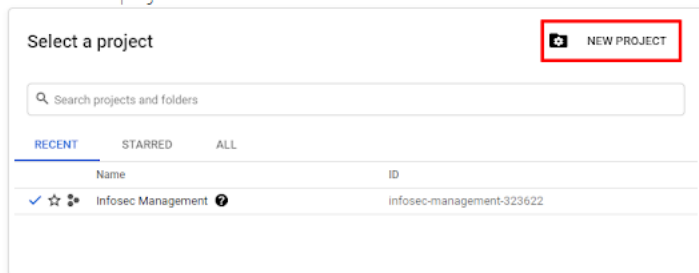 Select a project
NEW PROJECT
Search projects and folders
RECENT STARRED ALL
Name ID
Infosec Management infosec-management-323622